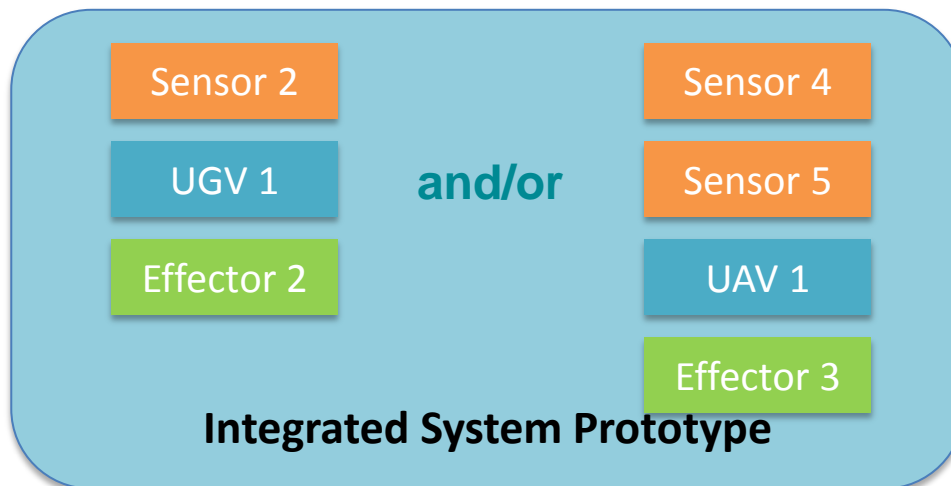 Sensor 2
UGV 1
Effector 2
and/or
Sensor 4
Sensor 5
UAV 1
Effector 3
Integrated System Prototype